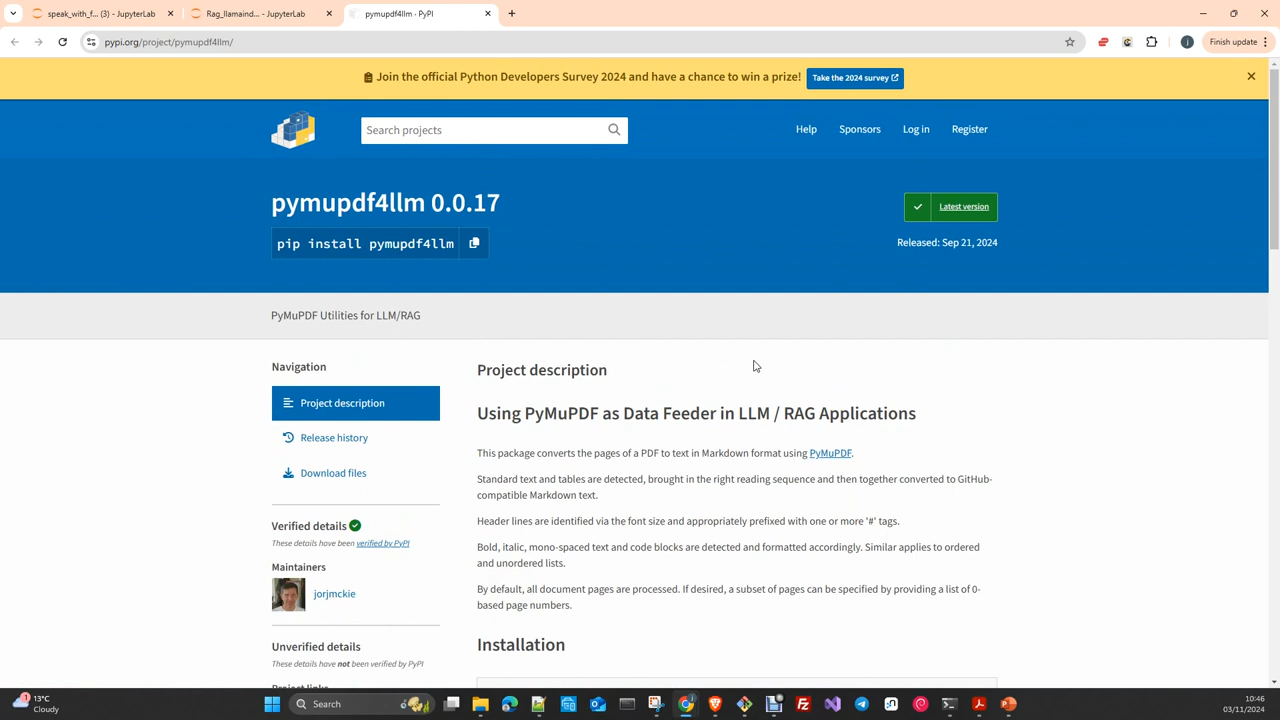 speak_with_f... (3) - JupyterLab
Rag_llamaind... - JupyterLab
pymupdf4llm · PyPI
pypi.org/project/pymupdf4llm/
Finish update
Join the official Python Developers Survey 2024 and have a chance to win a prize!
Take the 2024 survey
Search projects
Help
Sponsors
Log in
Register
pymupdf4llm 0.0.17
pip install pymupdf4llm
Latest version
Released: Sep 21, 2024
PyMuPDF Utilities for LLM/RAG
Navigation
Project description
Release history
Download files
Verified details
These details have been verified by PyPI
Maintainers
jorjmckie
Unverified details
These details have not been verified by PyPI
Project links
Project description
Using PyMuPDF as Data Feeder in LLM / RAG Applications
This package converts the pages of a PDF to text in Markdown format using PyMuPDF.
Standard text and tables are detected, brought in the right reading sequence and then together converted to GitHub-
compatible Markdown text.
Header lines are identified via the font size and appropriately prefixed with one or more '#' tags.
Bold, italic, mono-spaced text and code blocks are detected and formatted accordingly. Similar applies to ordered
and unordered lists.
By default, all document pages are processed. If desired, a subset of pages can be specified by providing a list of 0-
based page numbers.
Installation
1
13°C
Cloudy
Search
10:46
03/11/2024